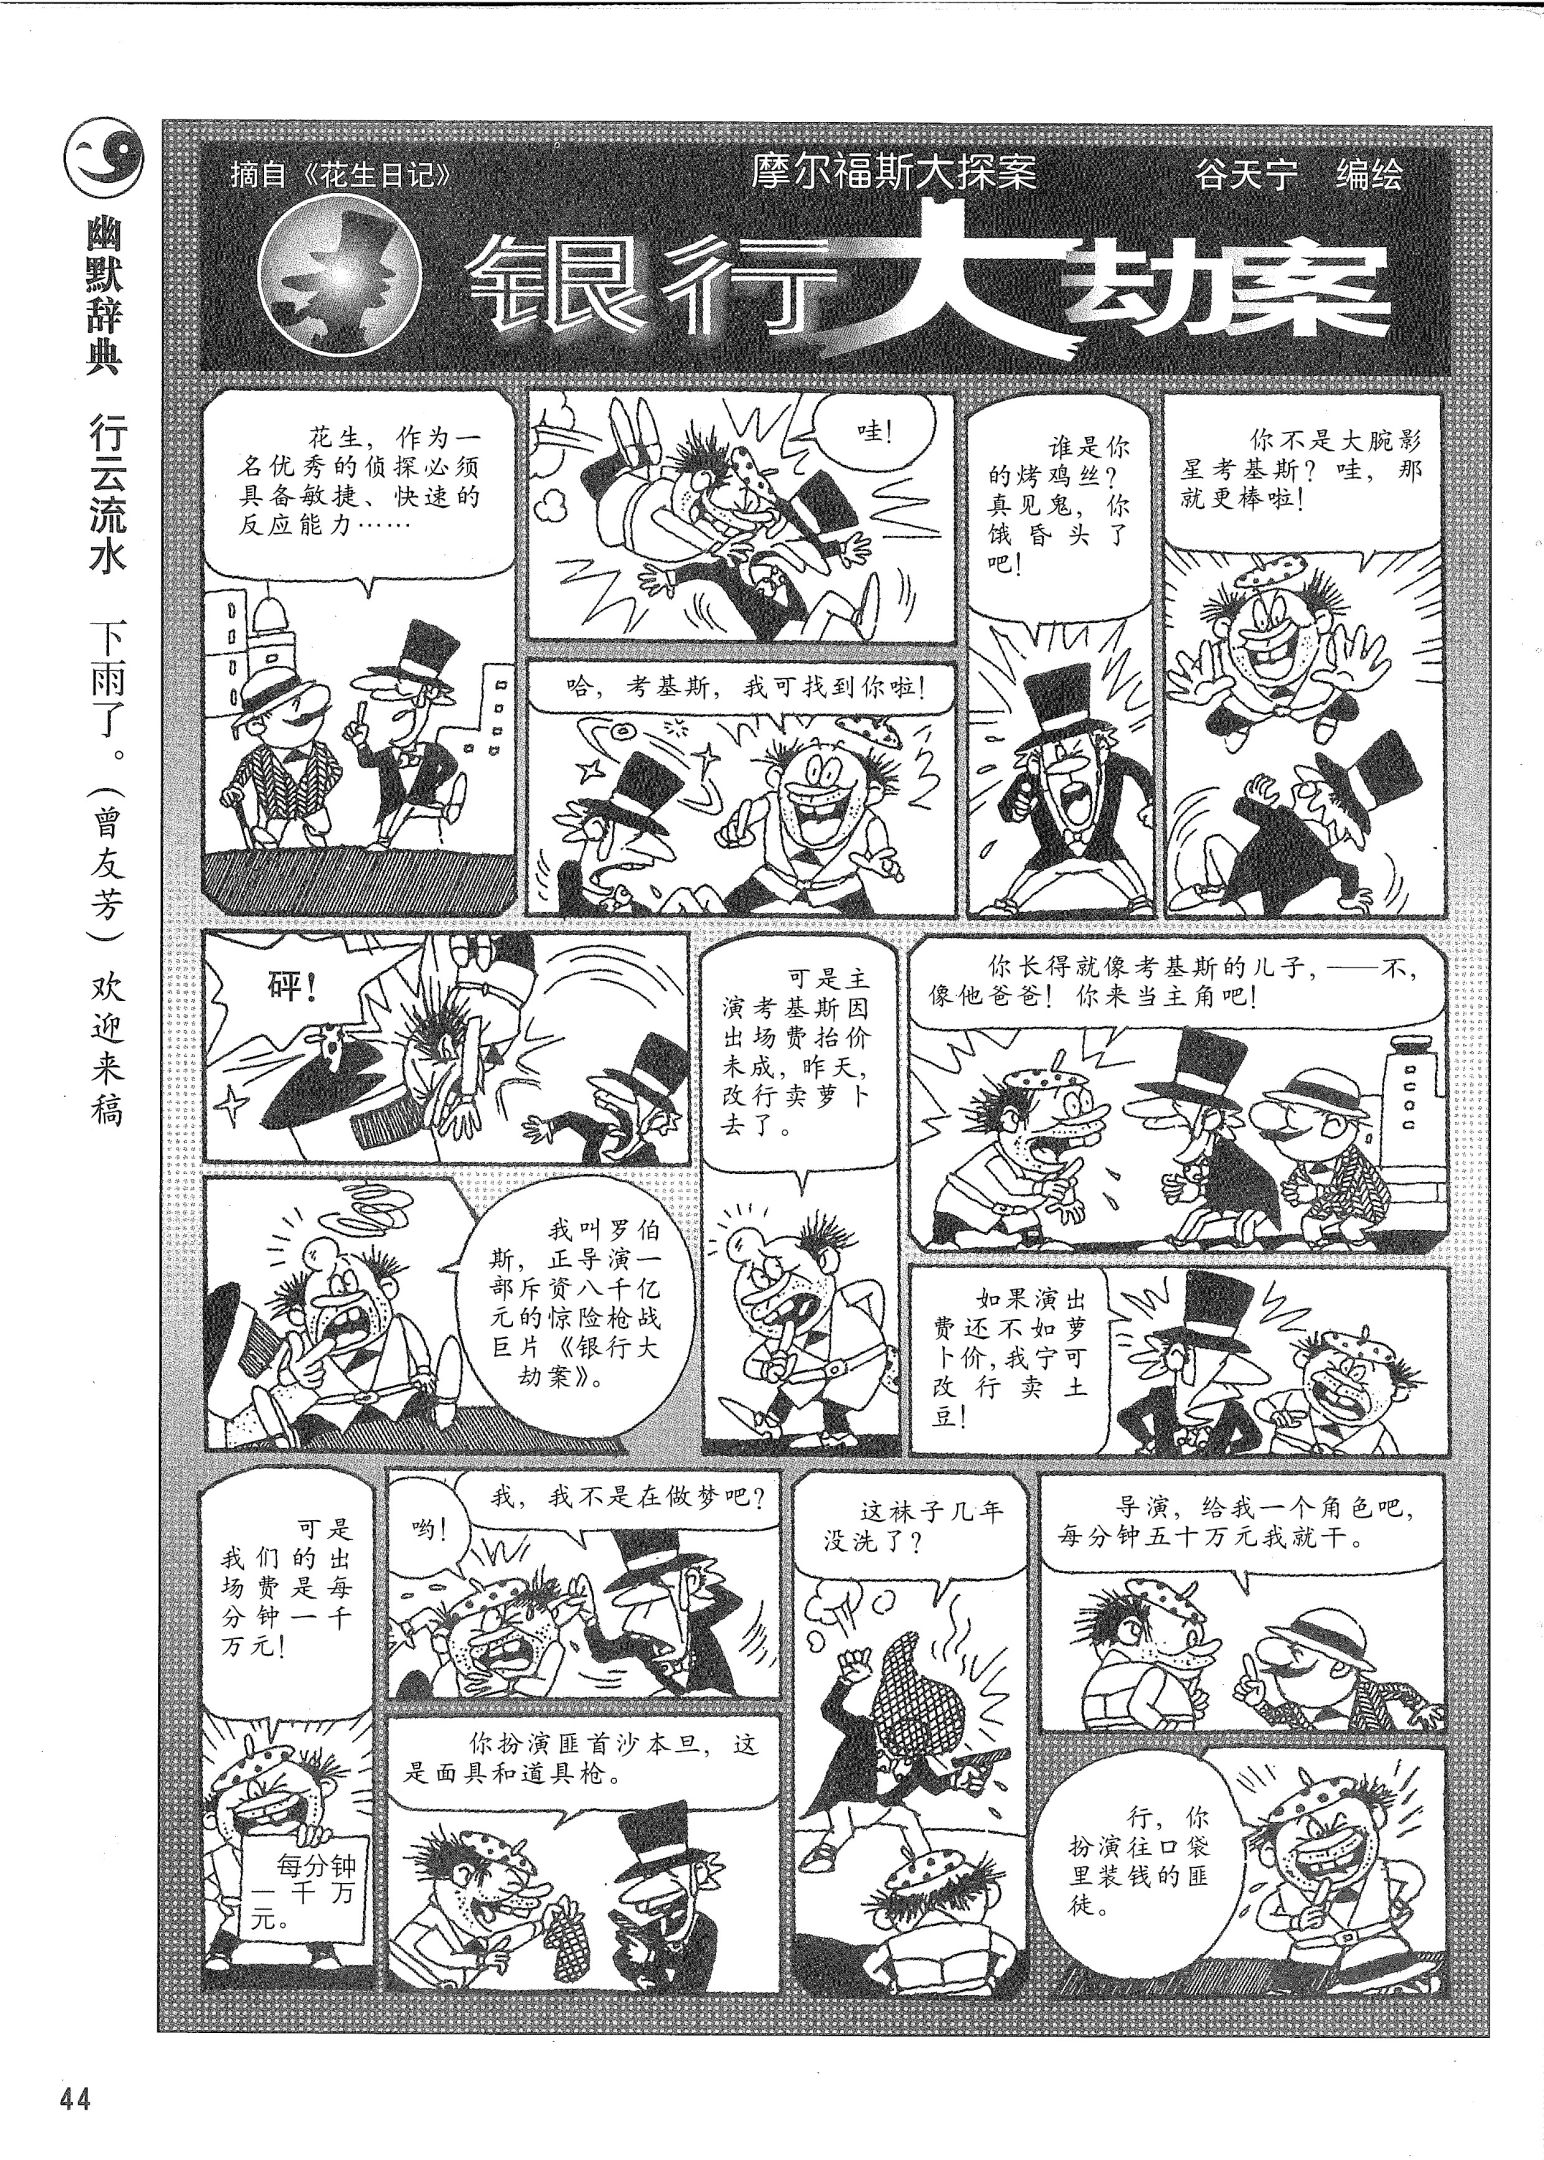 幽默辞典 行云流水 下雨了。(曾友芳)欢迎来稿
摘自《花生日记》
摩尔福斯大探案
谷天宁 编绘
银行大劫案
花生，作为一
名优秀的侦探必须
具备敏捷、快速的
反应能力……
哇!
哈，考基斯，我可找到你啦!
谁是你
的烤鸡丝?
真见鬼，你
饿昏头了
吧!
你不是大腕影
星考基斯?哇，那
就更棒啦!
砰!
我叫罗伯
斯，正导演一
部斥资八千亿
元的惊险枪战
巨片《银行大
劫案》。
可是主
演考基斯因
出场费抬价
未成，昨天，
改行卖萝卜
去了。
你长得就像考基斯的儿子，——不，
像他爸爸!你来当主角吧!
如果演出
费还不如萝
卜价，我宁可
改行卖土
豆!
可是
我们的出
场费是每
分钟一千
万元!
每分钟
一千万
元。
哟!
我，我不是在做梦吧?
你扮演匪首沙本旦，这
是面具和道具枪。
这袜子几年
没洗了?
导演，给我一个角色吧，
每分钟五十万元我就干。
行，你
扮演往口袋
里装钱的匪
徒。
44